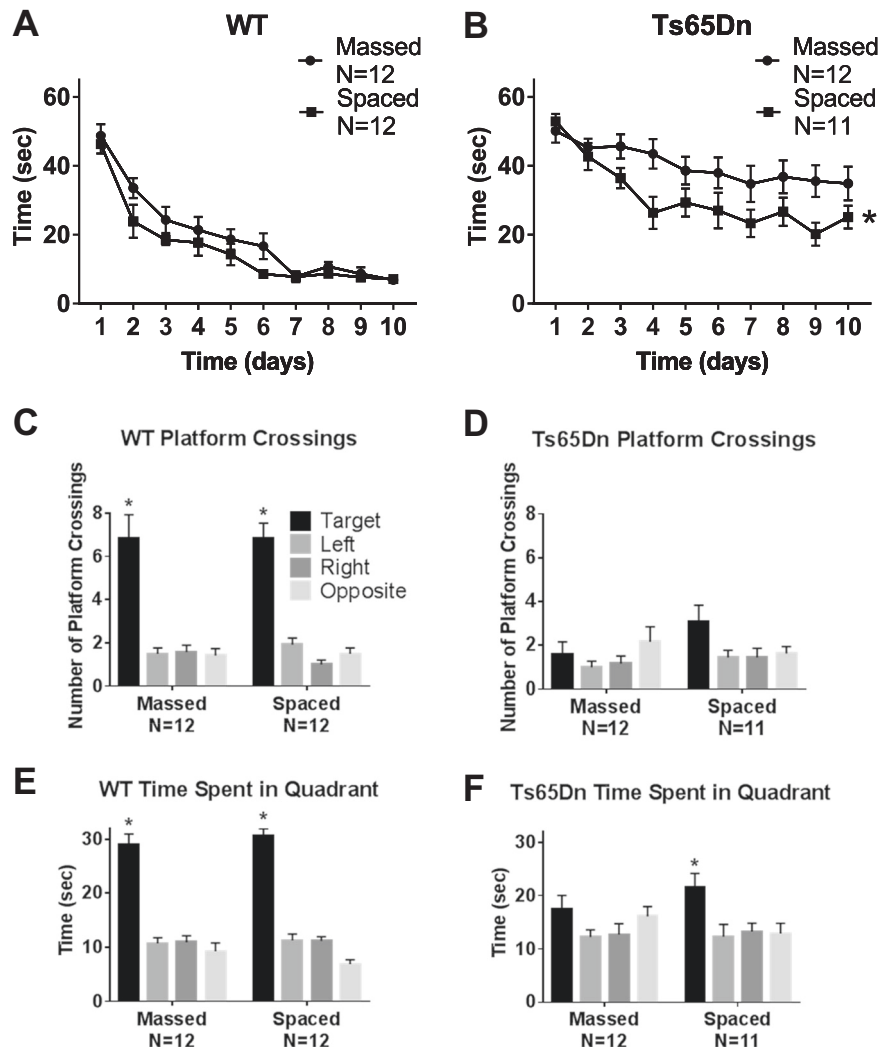 A
WT
Massed
N=12
Spaced
N=12
Time (sec)
60
40
20
0
1 2 3 4 5 6 7 8 9 10
Time (days)
B
Ts65Dn
Massed
N=12
Spaced
N=11
Time (sec)
60
40
20
0
*
1 2 3 4 5 6 7 8 9 10
Time (days)
C
WT Platform Crossings
Number of Platform Crossings
8
6
4
2
0
* *
Target
Left
Right
Opposite
Massed Spaced
N=12 N=12
D
Ts65Dn Platform Crossings
Number of Platform Crossings
8
6
4
2
0
Massed Spaced
N=12 N=11
E
WT Time Spent in Quadrant
Time (sec)
30
20
10
0
* *
Massed Spaced
N=12 N=12
F
Ts65Dn Time Spent in Quadrant
Time (sec)
30
20
10
0
*
Massed Spaced
N=12 N=11